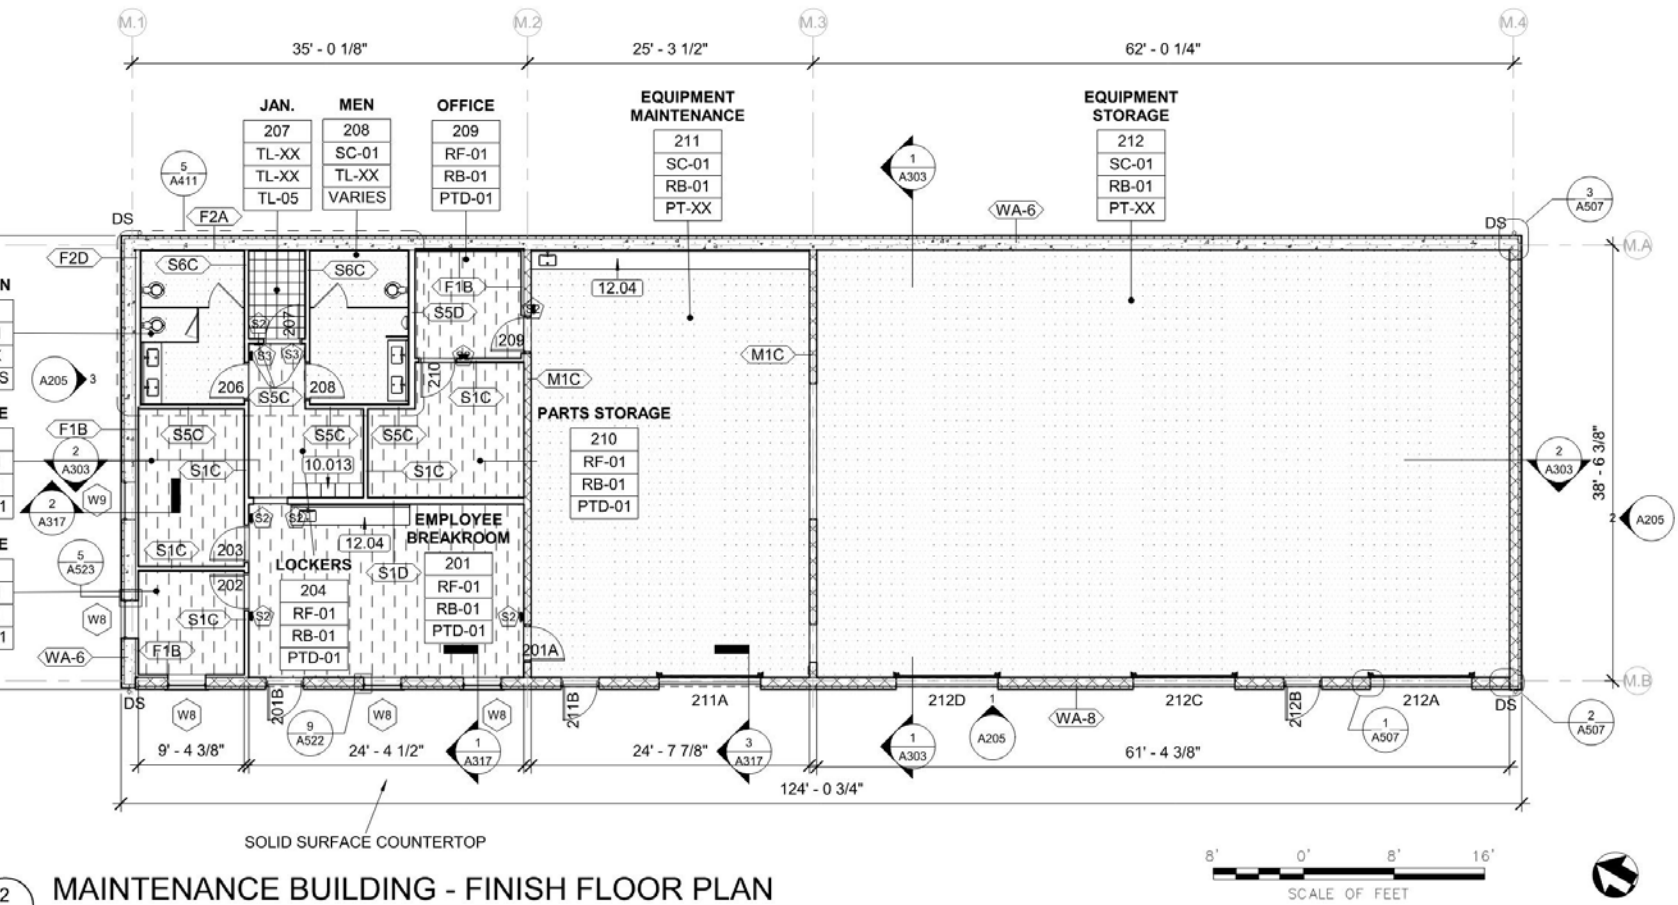 M.1
M.2
M.3
M.4
35' - 0 1/8"
25' - 3 1/2"
62' - 0 1/4"
JAN.
207
TL-XX
TL-XX
TL-05
MEN
208
SC-01
TL-XX
VARIES
OFFICE
209
RF-01
RB-01
PTD-01
EQUIPMENT
MAINTENANCE
211
SC-01
RB-01
PT-XX
EQUIPMENT
STORAGE
212
SC-01
RB-01
PT-XX
5
A411
1
A303
3
A507
DS
F2A
WA-6
DS
F2D
M.A
N
S6C
S6C
F1B
12.04
S5D
S2
207
209
S3
S3
M1C
S
A205
3
206
S5C
208
210
S1C
M1C
E
F1B
S5C
S5C
S5C
PARTS STORAGE
210
RF-01
RB-01
PTD-01
2
A303
S1C
10.013
S1C
2
A303
38' - 6 3/8"
W9
1
2
A317
S2
S2
EMPLOYEE
BREAKROOM
201
RF-01
RB-01
PTD-01
2
A205
E
5
A523
S1C
203
12.04
LOCKERS
204
RF-01
RB-01
PTD-01
S1D
202
W8
S1C
S2
S2
1
WA-6
F1B
201A
M.B
DS
W8
201B
W8
W8
211B
211A
212D
1
A205
WA-8
212C
212B
212A
DS
9
A522
1
A507
2
A507
9' - 4 3/8"
24' - 4 1/2"
1
A317
24' - 7 7/8"
3
A317
1
A303
61' - 4 3/8"
124' - 0 3/4"
SOLID SURFACE COUNTERTOP
8'
0'
8'
16'
SCALE OF FEET
2
MAINTENANCE BUILDING - FINISH FLOOR PLAN